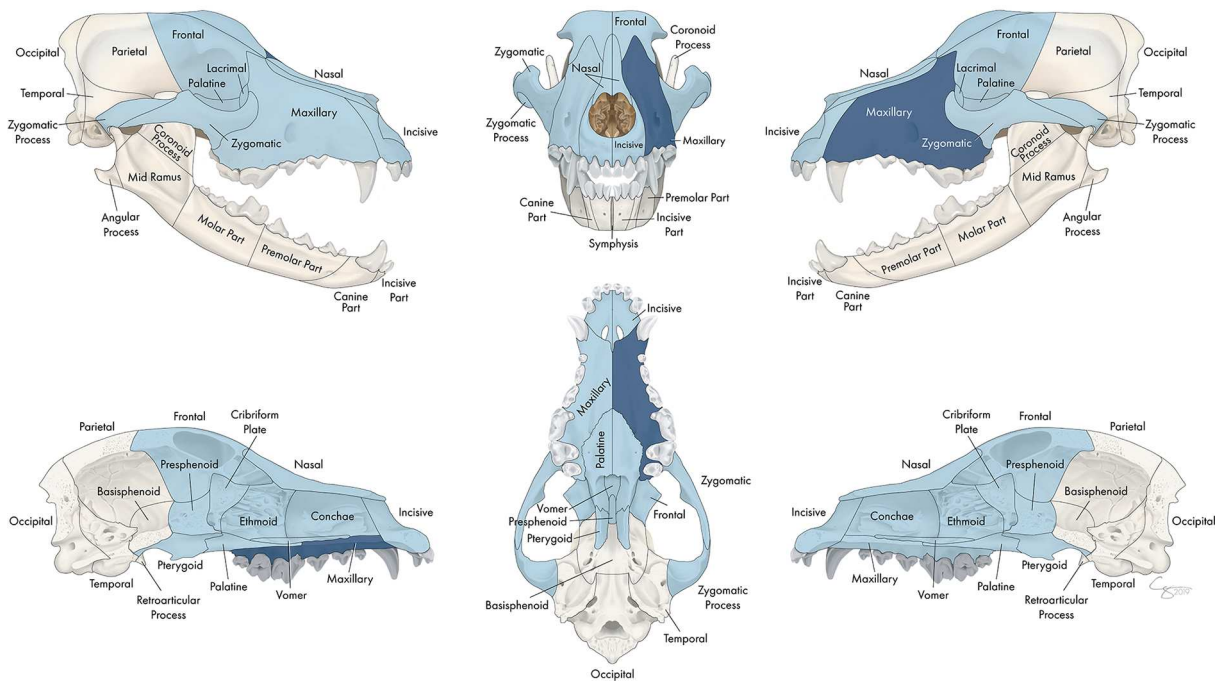 Occipital
Parietal
Frontal
Lacrimal
Palatine
Nasal
Temporal
Maxillary
Zygomatic
Process
Coronoid
Process
Zygomatic
Incisive
Mid Ramus
Angular
Process
Molar Part
Premolar Part
Canine
Part
Incisive
Part
Frontal
Coronoid
Process
Zygomatic
Nasal
Zygomatic
Process
Incisive
Maxillary
Canine
Part
Premolar Part
Incisive
Part
Symphysis
Frontal
Parietal
Occipital
Nasal
Lacrimal
Palatine
Temporal
Maxillary
Zygomatic
Process
Incisive
Zygomatic
Coronoid
Process
Mid Ramus
Angular
Process
Molar Part
Premolar Part
Incisive
Part
Canine
Part
Parietal
Frontal
Cribriform
Plate
Nasal
Presphenoid
Basisphenoid
Occipital
Ethmoid
Conchae
Incisive
Pterygoid
Temporal
Palatine
Vomer
Maxillary
Retroarticular
Process
Incisive
Maxillary
Palatine
Zygomatic
Vomer
Frontal
Presphenoid
Pterygoid
Basisphenoid
Zygomatic
Process
Temporal
Occipital
Cribriform
Plate
Frontal
Parietal
Nasal
Presphenoid
Basisphenoid
Incisive
Conchae
Ethmoid
Occipital
Maxillary
Vomer
Palatine
Pterygoid
Temporal
Retroarticular
Process
2019